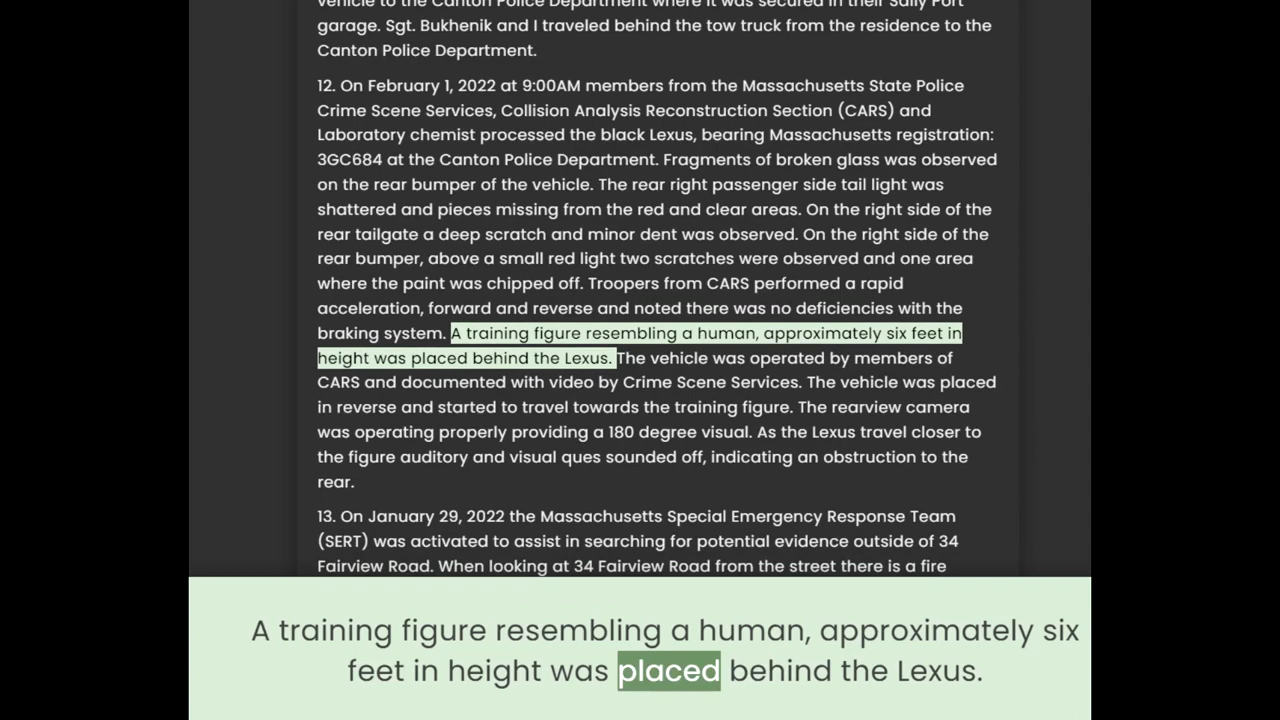 vehicle to the Canton Police Department where it was secured in their Sally Port
garage. Sgt. Bukhenik and I traveled behind the tow truck from the residence to the
Canton Police Department.
12. On February 1, 2022 at 9:00AM members from the Massachusetts State Police
Crime Scene Services, Collision Analysis Reconstruction Section (CARS) and
Laboratory chemist processed the black Lexus, bearing Massachusetts registration:
3GC684 at the Canton Police Department. Fragments of broken glass was observed
on the rear bumper of the vehicle. The rear right passenger side tail light was
shattered and pieces missing from the red and clear areas. On the right side of the
rear tailgate a deep scratch and minor dent was observed. On the right side of the
rear bumper, above a small red light two scratches were observed and one area
where the paint was chipped off. Troopers from CARS performed a rapid
acceleration, forward and reverse and noted there was no deficiencies with the
braking system. A training figure resembling a human, approximately six feet in
height was placed behind the Lexus. The vehicle was operated by members of
CARS and documented with video by Crime Scene Services. The vehicle was placed
in reverse and started to travel towards the training figure. The rearview camera
was operating properly providing a 180 degree visual. As the Lexus travel closer to
the figure auditory and visual ques sounded off, indicating an obstruction to the
rear.
13. On January 29, 2022 the Massachusetts Special Emergency Response Team
(SERT) was activated to assist in searching for potential evidence outside of 34
Fairview Road. When looking at 34 Fairview Road from the street there is a fire
A training figure resembling a human, approximately six
feet in height was placed behind the Lexus.